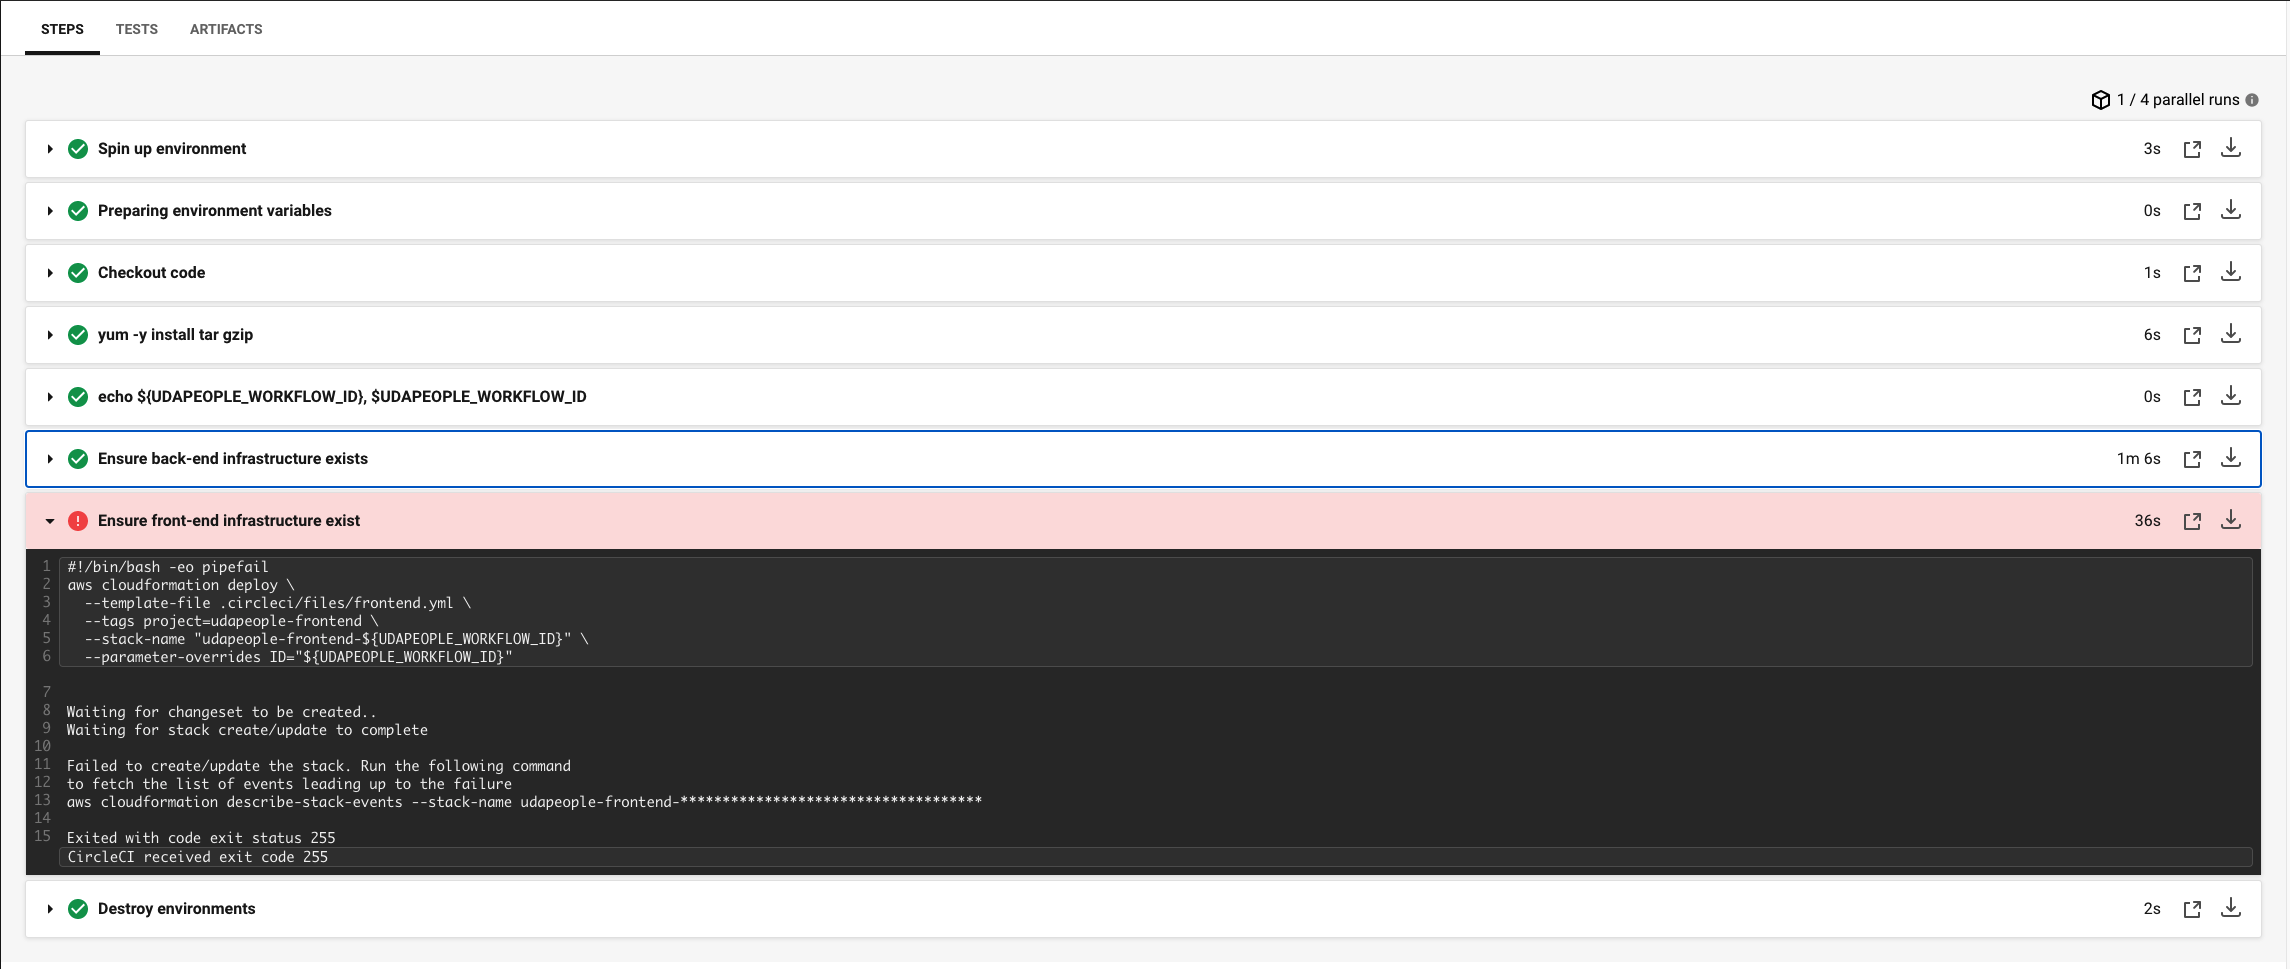 STEPS TESTS ARTIFACTS
1 / 4 parallel runs
Spin up environment 3s
Preparing environment variables 0s
Checkout code 1s
yum -y install tar gzip 6s
echo ${UDAPEOPLE_WORKFLOW_ID}, $UDAPEOPLE_WORKFLOW_ID 0s
Ensure back-end infrastructure exists 1m 6s
Ensure front-end infrastructure exist 36s
1 #!/bin/bash -eo pipefail
2 aws cloudformation deploy \
3 --template-file .circleci/files/frontend.yml \
4 --tags project=udapeople-frontend \
5 --stack-name "udapeople-frontend-${UDAPEOPLE_WORKFLOW_ID}" \
6 --parameter-overrides ID="${UDAPEOPLE_WORKFLOW_ID}"
7
8 Waiting for changeset to be created..
9 Waiting for stack create/update to complete
10
11 Failed to create/update the stack. Run the following command
12 to fetch the list of events leading up to the failure
13 aws cloudformation describe-stack-events --stack-name udapeople-frontend-************************************
14
15 Exited with code exit status 255
CircleCI received exit code 255
Destroy environments 2s